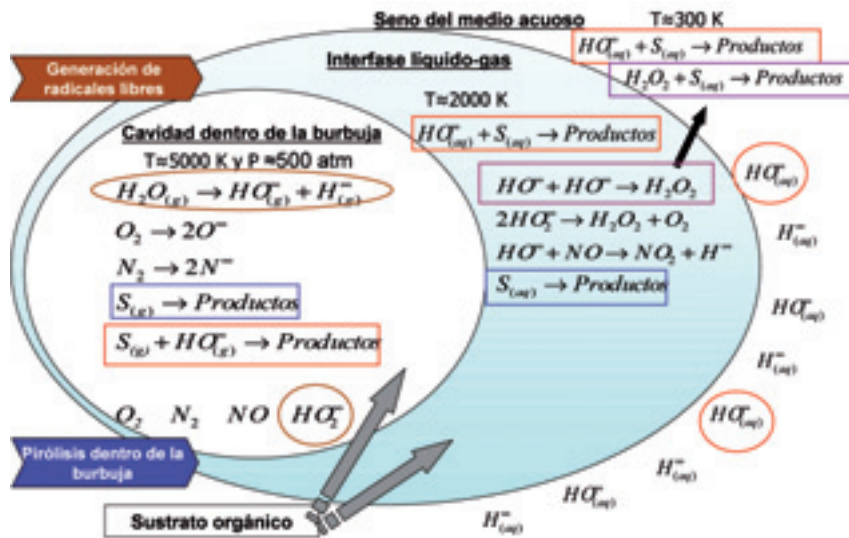 Seno del medio acuoso T≈300 K
HO⁻(aq) + S(aq) → Productos
H₂O₂ + S(aq) → Productos
Interfase líquido-gas
T≈2000 K
HO⁻(aq) + S(aq) → Productos
Generación de
radicales libres
Cavidad dentro de la burbuja
T≈5000 K y P ≈500 atm
H₂O(g) → HO⁻(g) + H⁻(g)
O₂ → 2O⁻
N₂ → 2N⁻
S(g) → Productos
S(g) + HO⁻(g) → Productos
O₂ N₂ NO HO₂⁻
HO⁻ + HO⁻ → H₂O₂
2HO₂⁻ → H₂O₂ + O₂
HO⁻ + NO → NO₂ + H⁻
S(aq) → Productos
HO⁻(aq)
H⁻(aq)
HO⁻(aq)
H⁻(aq)
HO⁻(aq)
H⁻(aq)
HO⁻(aq)
H⁻(aq)
Pirólisis dentro de la
burbuja
Sustrato orgánico